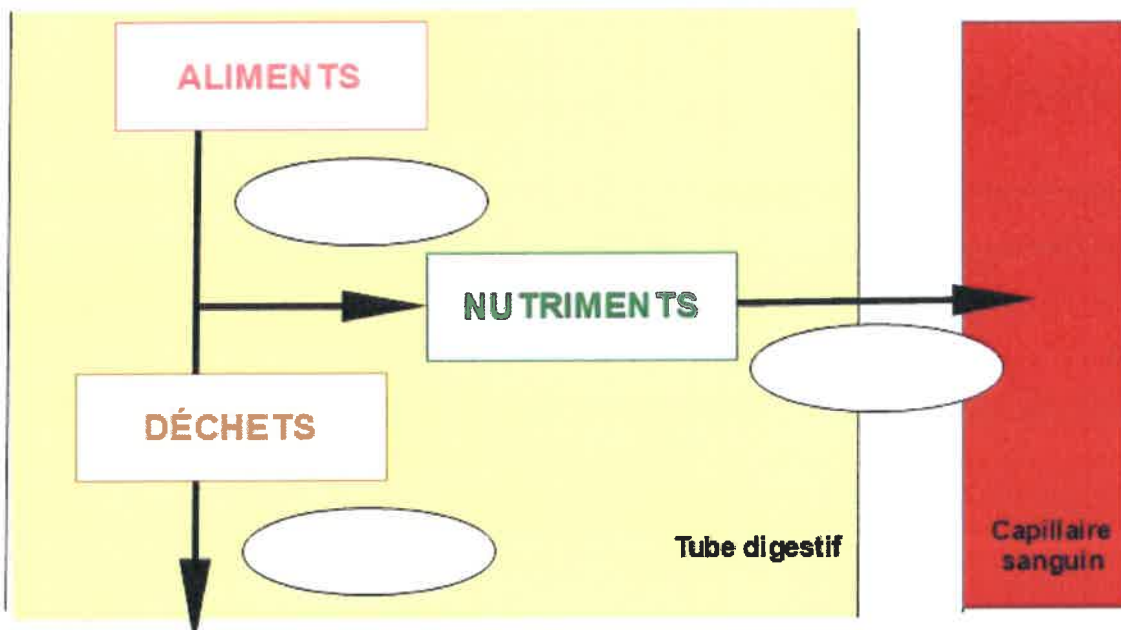 ALIMENTS
NUTRIMENTS
DÉCHETS
Tube digestif
Capillaire
sanguin